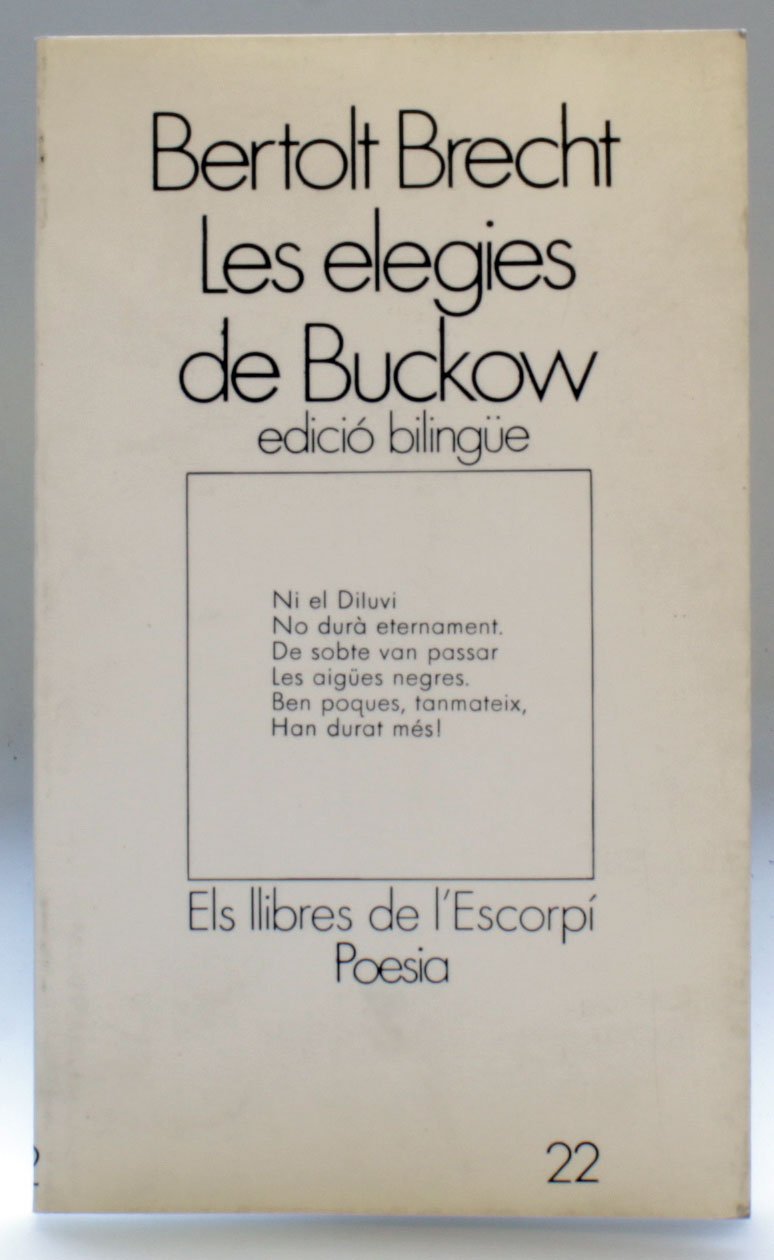 Bertolt Brecht
Les elegies
de Buckow
edició bilingüe
Ni el Diluvi
No durà eternament.
De sobte van passar
Les aigües negres.
Ben poques, tanmateix,
Han durat més!
Els llibres de l'Escorpí
Poesia
22